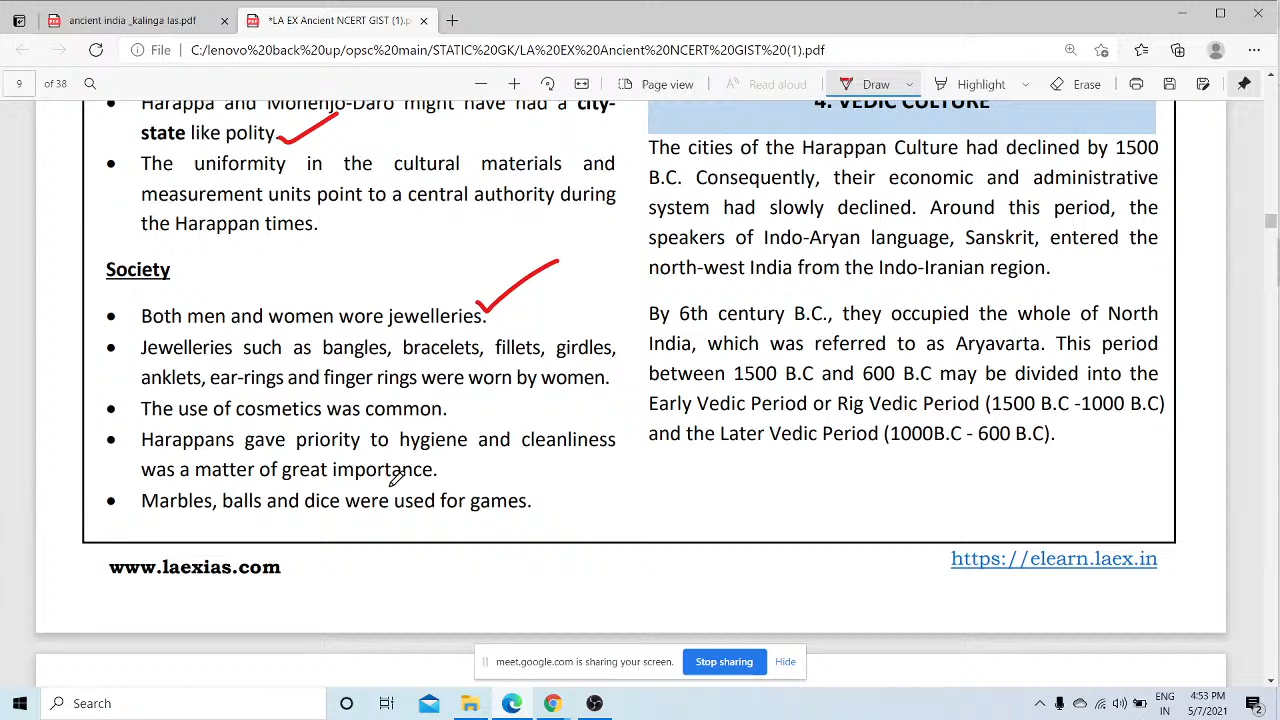 ancient india _kalinga Ias.pdf
*LA EX Ancient NCERT GIST (1).p
File
C:/lenovo%20back%20up/opsc%20main/STATIC%20GK/LA%20EX%20Ancient%20NCERT%20GIST%20(1).pdf
9
of 38
Page view
Read aloud
Draw
Highlight
Erase
Harappa and Mohenjo-Daro might have had a city-
state like polity.
The uniformity in the cultural materials and
measurement units point to a central authority during
the Harappan times.
Society
Both men and women wore jewelleries.
Jewelleries such as bangles, bracelets, fillets, girdles,
anklets, ear-rings and finger rings were worn by women.
The use of cosmetics was common.
Harappans gave priority to hygiene and cleanliness
was a matter of great importance.
Marbles, balls and dice were used for games.
4. VEDIC CULTURE
The cities of the Harappan Culture had declined by 1500
B.C. Consequently, their economic and administrative
system had slowly declined. Around this period, the
speakers of Indo-Aryan language, Sanskrit, entered the
north-west India from the Indo-Iranian region.
By 6th century B.C., they occupied the whole of North
India, which was referred to as Aryavarta. This period
between 1500 B.C and 600 B.C may be divided into the
Early Vedic Period or Rig Vedic Period (1500 B.C -1000 B.C)
and the Later Vedic Period (1000B.C - 600 B.C).
www.laexias.com
https://elearn.laex.in
meet.google.com is sharing your screen.
Stop sharing
Hide
Search
ENG
IN
4:53 PM
5/7/2021
2